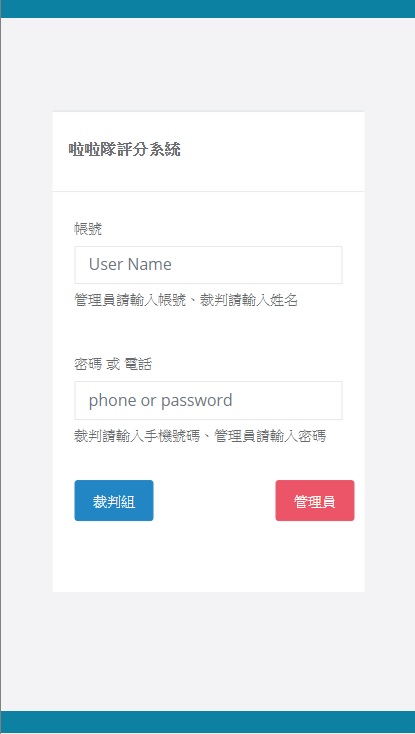 啦啦隊評分系統
帳號
User Name
管理員請輸入帳號、裁判請輸入姓名
密碼 或 電話
phone or password
裁判請輸入手機號碼、管理員請輸入密碼
裁判組
管理員